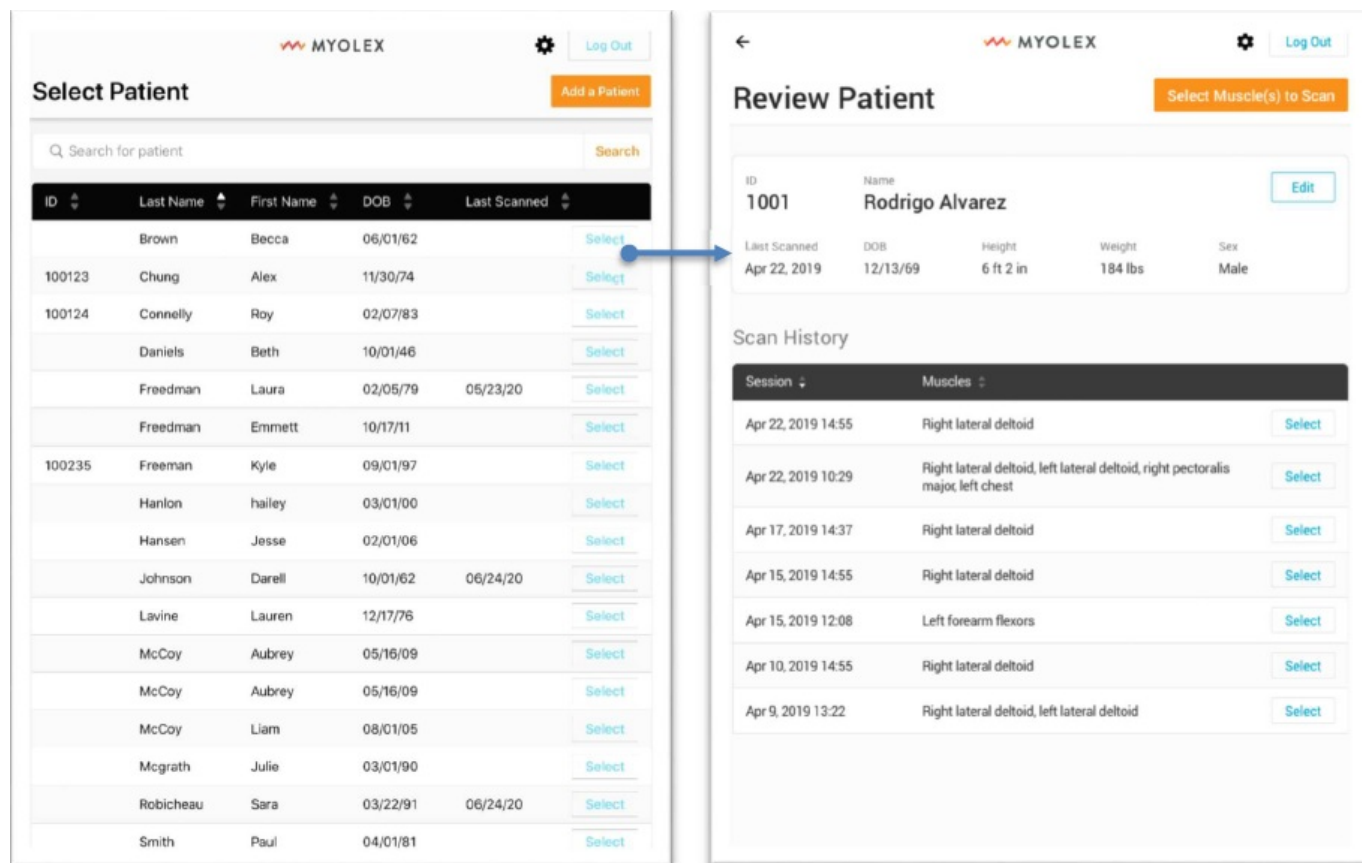 MYOLEX
Log Out
Select Patient
Add a Patient
Search for patient
Search
ID Last Name First Name DOB Last Scanned
Brown Becca 06/01/62 Select
100123 Chung Alex 11/30/74 Select
100124 Connelly Roy 02/07/83 Select
Daniels Beth 10/01/46 Select
Freedman Laura 02/05/79 05/23/20 Select
Freedman Emmett 10/17/11 Select
100235 Freeman Kyle 09/01/97 Select
Hanlon hailey 03/01/00 Select
Hansen Jesse 02/01/06 Select
Johnson Darell 10/01/62 06/24/20 Select
Lavine Lauren 12/17/76 Select
McCoy Aubrey 05/16/09 Select
McCoy Aubrey 05/16/09 Select
McCoy Liam 08/01/05 Select
Mcgrath Julie 03/01/90 Select
Robicheau Sara 03/22/91 06/24/20 Select
Smith Paul 04/01/81 Select
MYOLEX
Log Out
Review Patient
Select Muscle(s) to Scan
ID Name
1001 Rodrigo Alvarez
Edit
Last Scanned DOB Height Weight Sex
Apr 22, 2019 12/13/69 6 ft 2 in 184 lbs Male
Scan History
Session Muscles
Apr 22, 2019 14:55 Right lateral deltoid Select
Apr 22, 2019 10:29 Right lateral deltoid, left lateral deltoid, right pectoralis
major, left chest Select
Apr 17, 2019 14:37 Right lateral deltoid Select
Apr 15, 2019 14:55 Right lateral deltoid Select
Apr 15, 2019 12:08 Left forearm flexors Select
Apr 10, 2019 14:55 Right lateral deltoid Select
Apr 9, 2019 13:22 Right lateral deltoid, left lateral deltoid Select